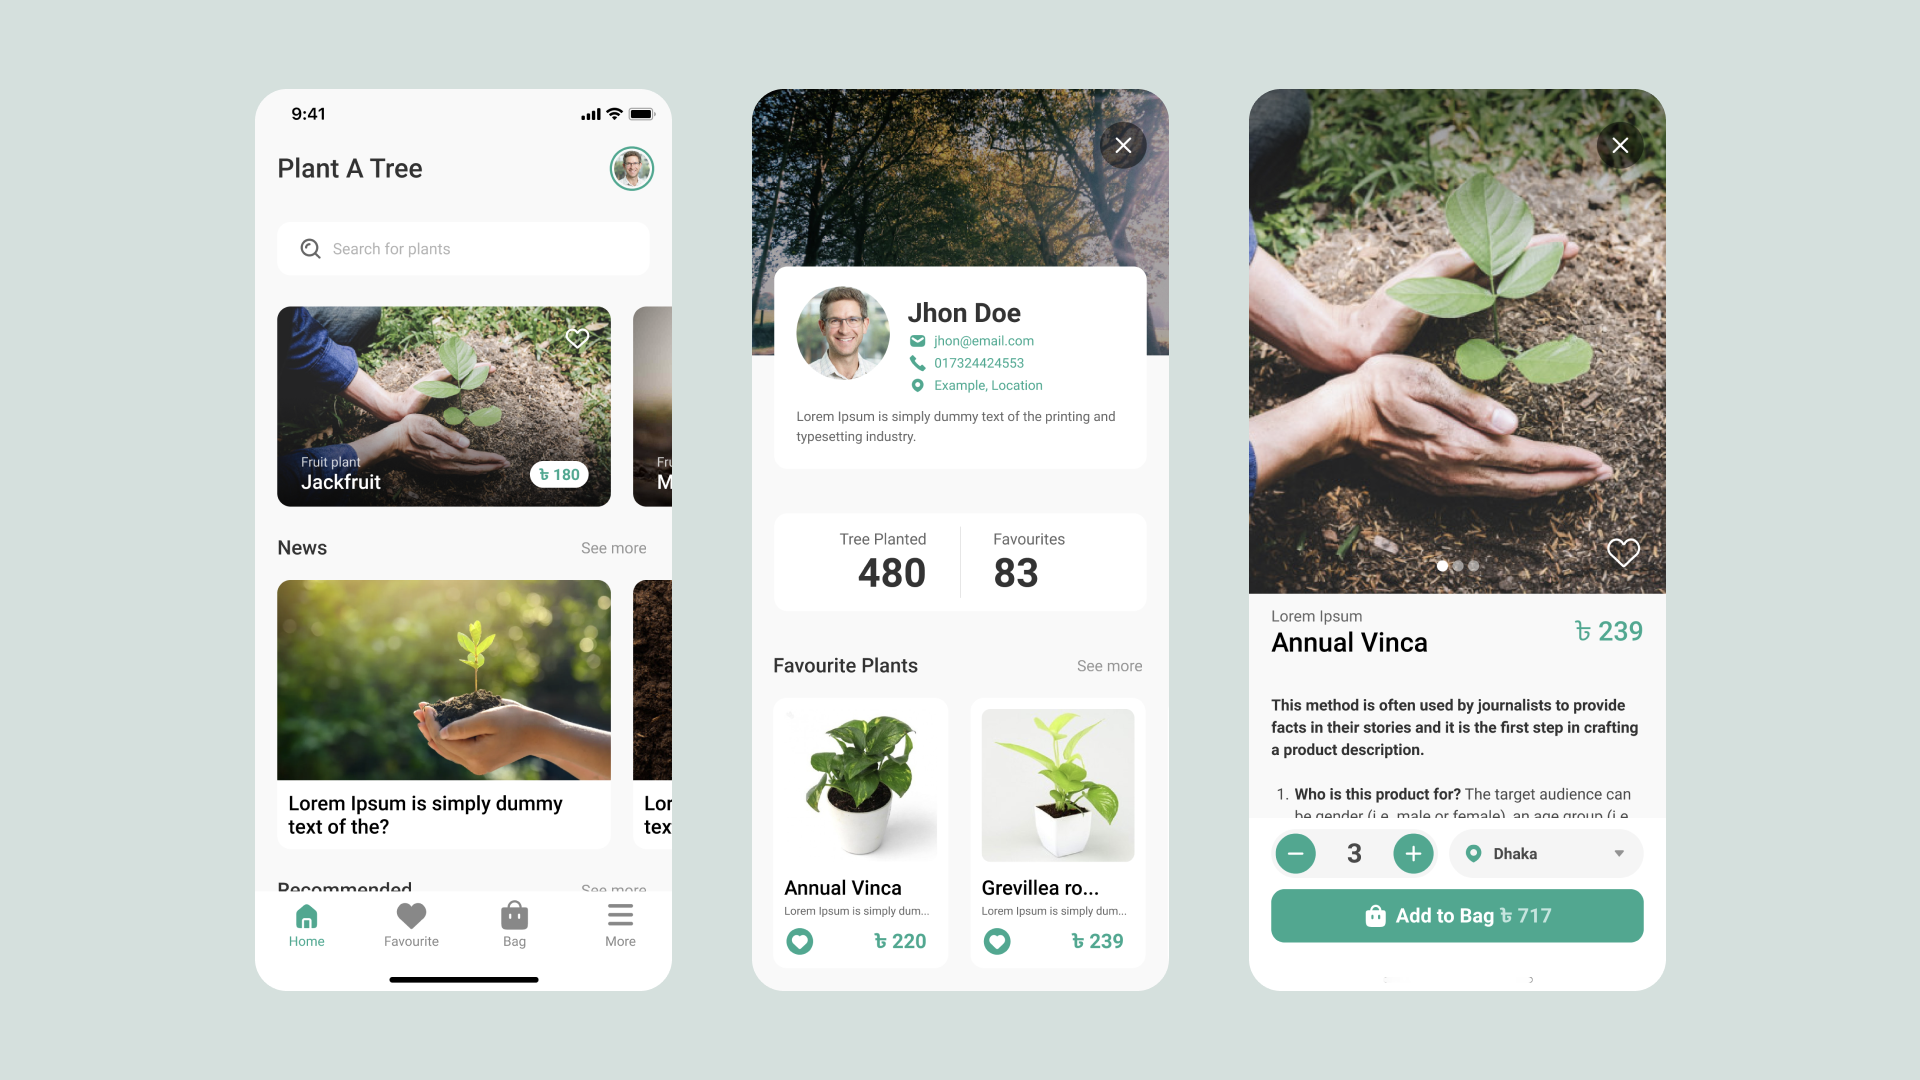 9:41
Plant A Tree
Search for plants
Fruit plant
Jackfruit
৳ 180
Fru
M
News
See more
Lorem Ipsum is simply dummy
text of the?
Lor
tex
Recommended
See more
Home
Favourite
Bag
More
Jhon Doe
jhon@email.com
017324424553
Example, Location
Lorem Ipsum is simply dummy text of the printing and
typesetting industry.
Tree Planted
480
Favourites
83
Favourite Plants
See more
Annual Vinca
Lorem Ipsum is simply dum...
৳ 220
Grevillea ro...
Lorem Ipsum is simply dum...
৳ 239
Lorem Ipsum
Annual Vinca
৳ 239
This method is often used by journalists to provide
facts in their stories and it is the first step in crafting
a product description.
1. Who is this product for? The target audience can
be gender (i.e. male or female), an age group (i.e.
3
Dhaka
Add to Bag ৳ 717